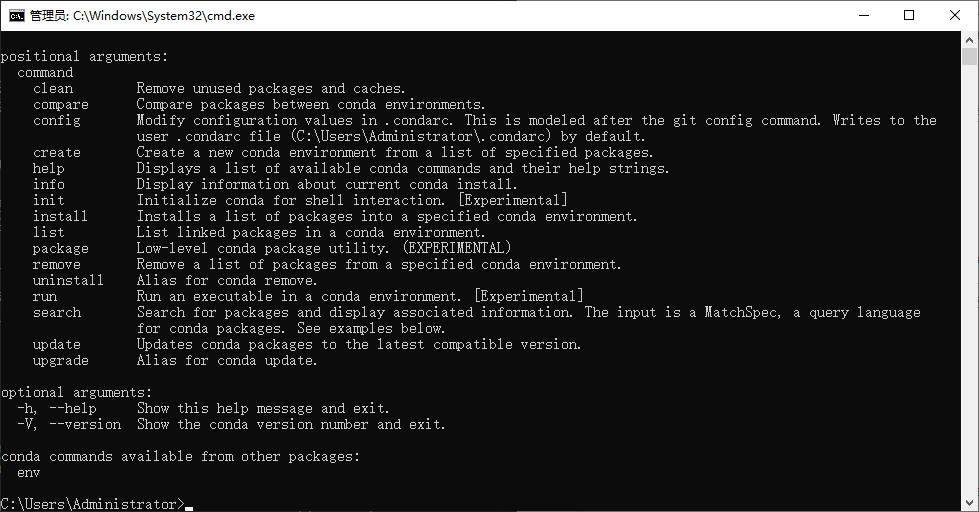 管理员: C:\Windows\System32\cmd.exe
positional arguments:
  command
    clean        Remove unused packages and caches.
    compare      Compare packages between conda environments.
    config       Modify configuration values in .condarc. This is modeled after the git config command. Writes to the
                 user .condarc file (C:\Users\Administrator\.condarc) by default.
    create       Create a new conda environment from a list of specified packages.
    help         Displays a list of available conda commands and their help strings.
    info         Display information about current conda install.
    init         Initialize conda for shell interaction. [Experimental]
    install      Installs a list of packages into a specified conda environment.
    list         List linked packages in a conda environment.
    package      Low-level conda package utility. (EXPERIMENTAL)
    remove       Remove a list of packages from a specified conda environment.
    uninstall    Alias for conda remove.
    run          Run an executable in a conda environment. [Experimental]
    search       Search for packages and display associated information. The input is a MatchSpec, a query language
                 for conda packages. See examples below.
    update       Updates conda packages to the latest compatible version.
    upgrade      Alias for conda update.
optional arguments:
  -h, --help     Show this help message and exit.
  -V, --version  Show the conda version number and exit.
conda commands available from other packages:
  env
C:\Users\Administrator>